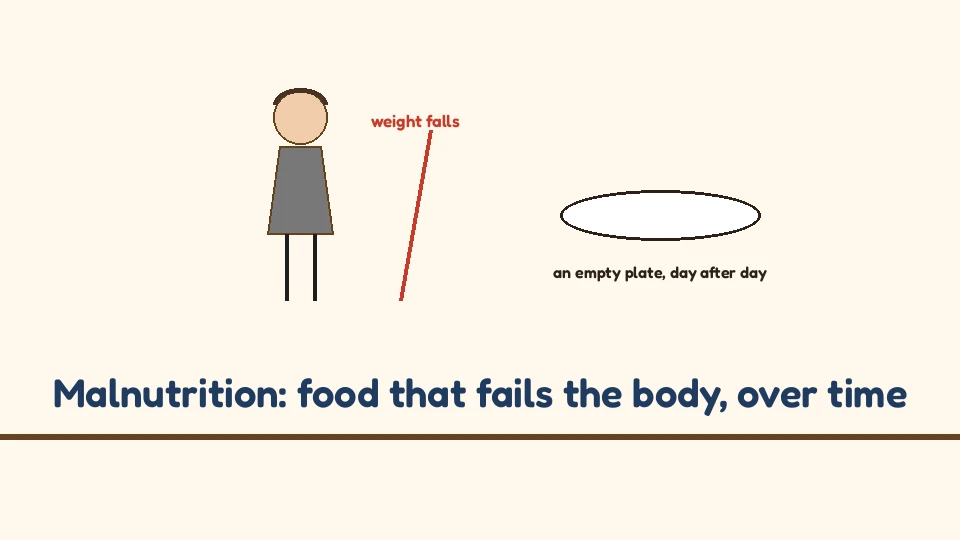 weight falls
an empty plate, day after day
Malnutrition: food that fails the body, over time